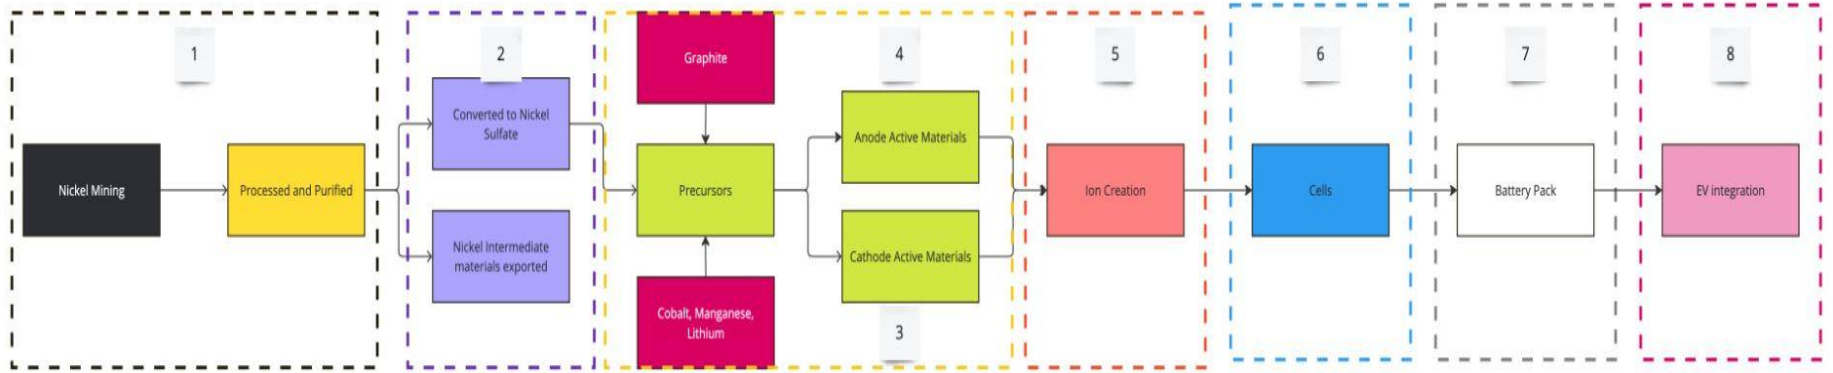 1
Nickel Mining
Processed and Purified
2
Converted to Nickel
Sulfate
Nickel Intermediate
materials exported
Graphite
Precursors
Cobalt, Manganese,
Lithium
4
Anode Active Materials
Cathode Active Materials
3
5
Ion Creation
6
Cells
7
Battery Pack
8
EV integration